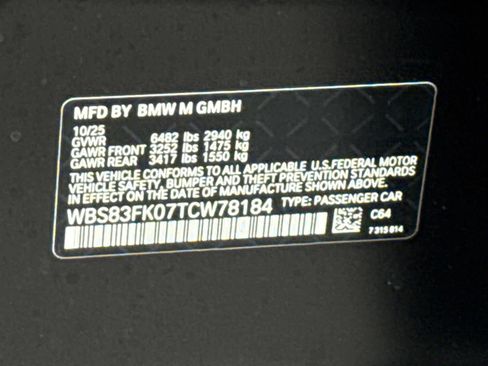 MFD BY BMW M GMBH
10/25
GVWR 6482 lbs 2940 kg
GAWR FRONT 3252 lbs 1475 kg
GAWR REAR 3417 lbs 1550 kg
THIS VEHICLE CONFORMS TO ALL APPLICABLE U.S.FEDERAL MOTOR
VEHICLE SAFETY, BUMPER AND THEFT PREVENTION STANDARDS
IN EFFECT ON THE DATE OF MANUFACTURE SHOWN ABOVE.
WBS83FK07TCW78184 TYPE: PASSENGER CAR
C64
7 315 814